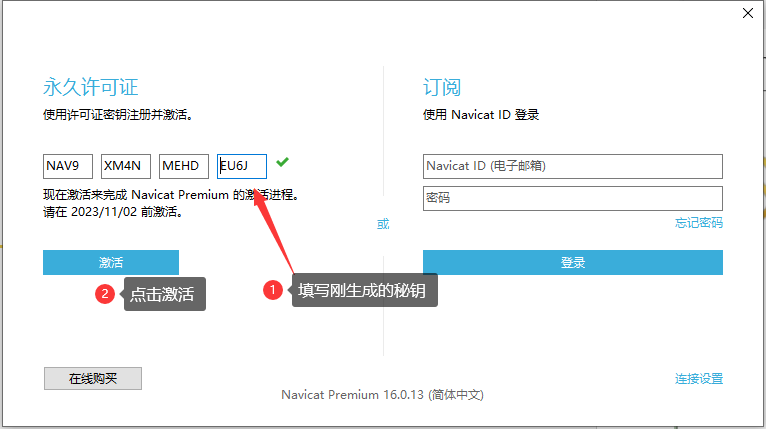 永久许可证
使用许可证密钥注册并激活。
NAV9 XM4N MEHD EU6J
现在激活来完成 Navicat Premium 的激活进程。
请在 2023/11/02 前激活。
激活
2 点击激活
1 填写刚生成的秘钥
在线购买
或
订阅
使用 Navicat ID 登录
Navicat ID (电子邮箱)
密码
忘记密码
登录
连接设置
Navicat Premium 16.0.13 (简体中文)